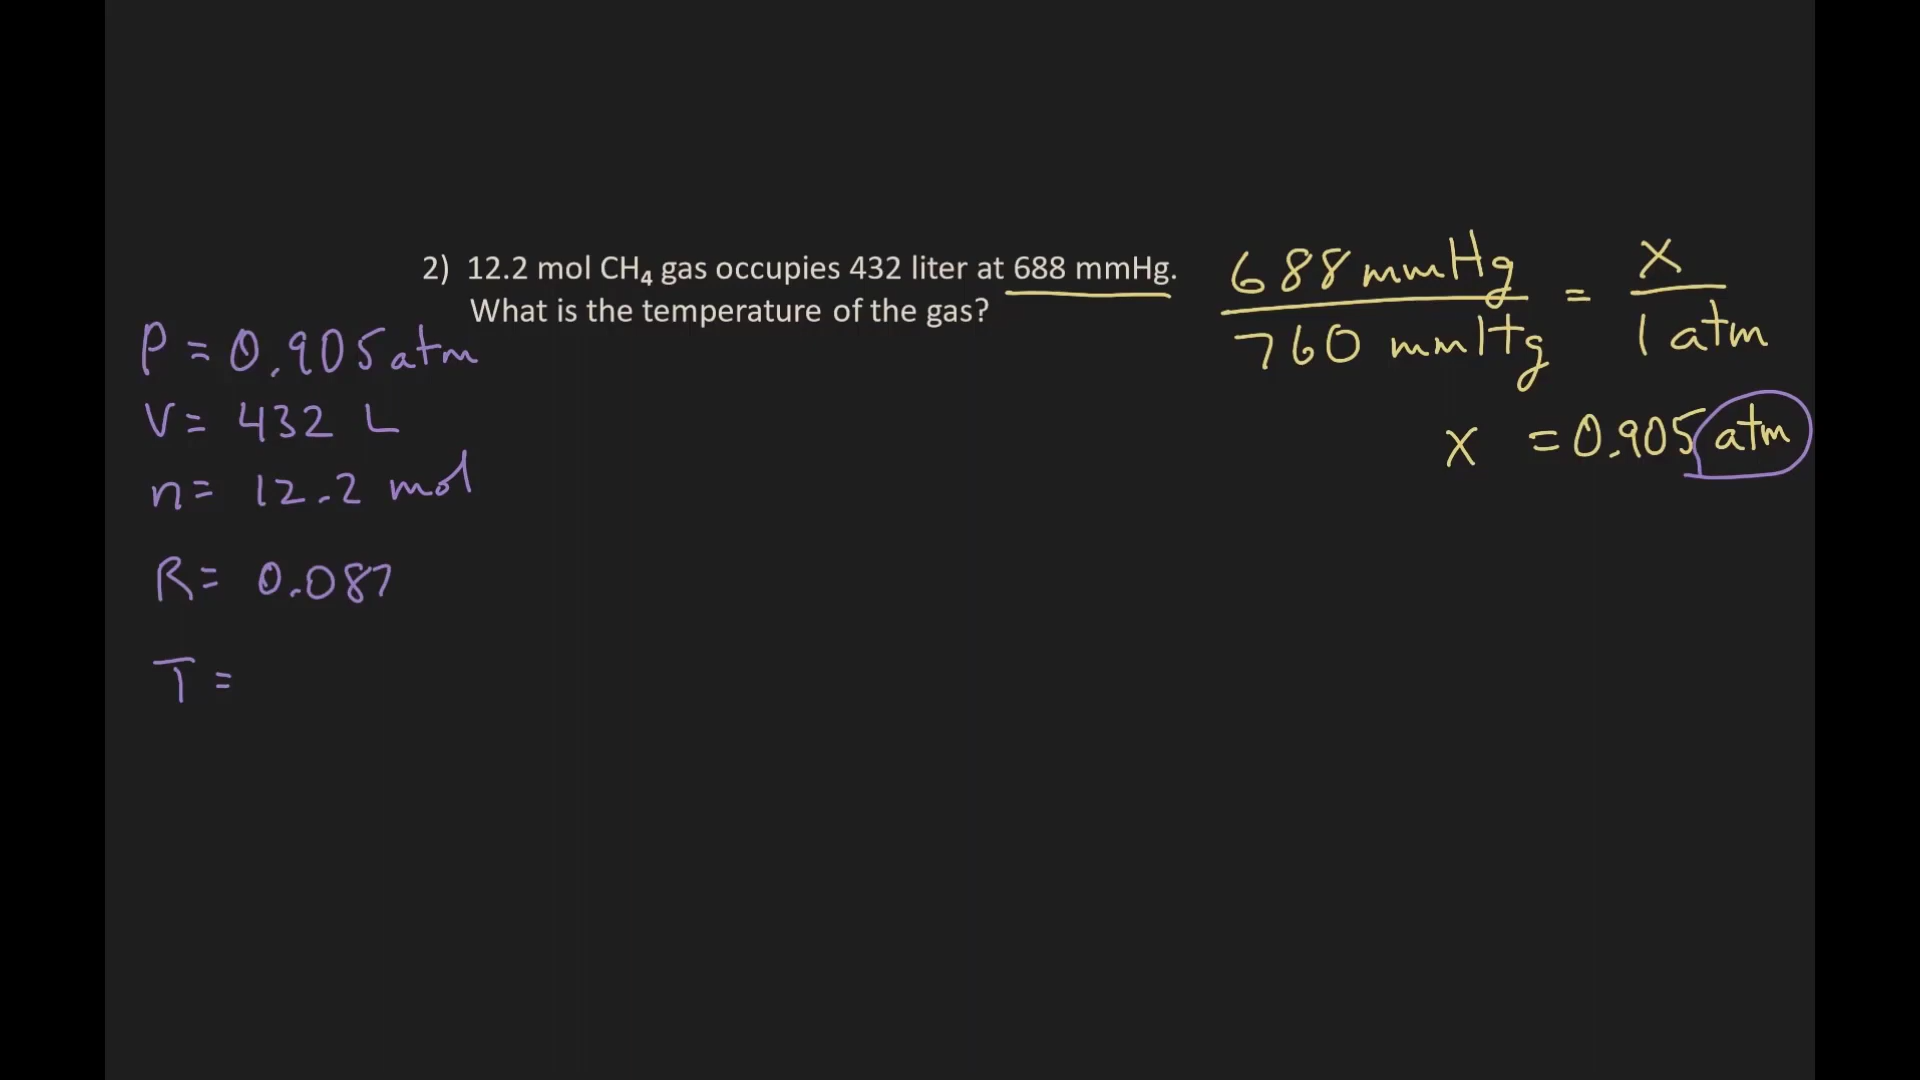 2) 12.2 mol CH₄ gas occupies 432 liter at 688 mmHg.
What is the temperature of the gas?
688 mmHg / 760 mmHg = x / 1 atm
x = 0.905 atm
P = 0.905 atm
V = 432 L
n = 12.2 mol
R = 0.082
T =